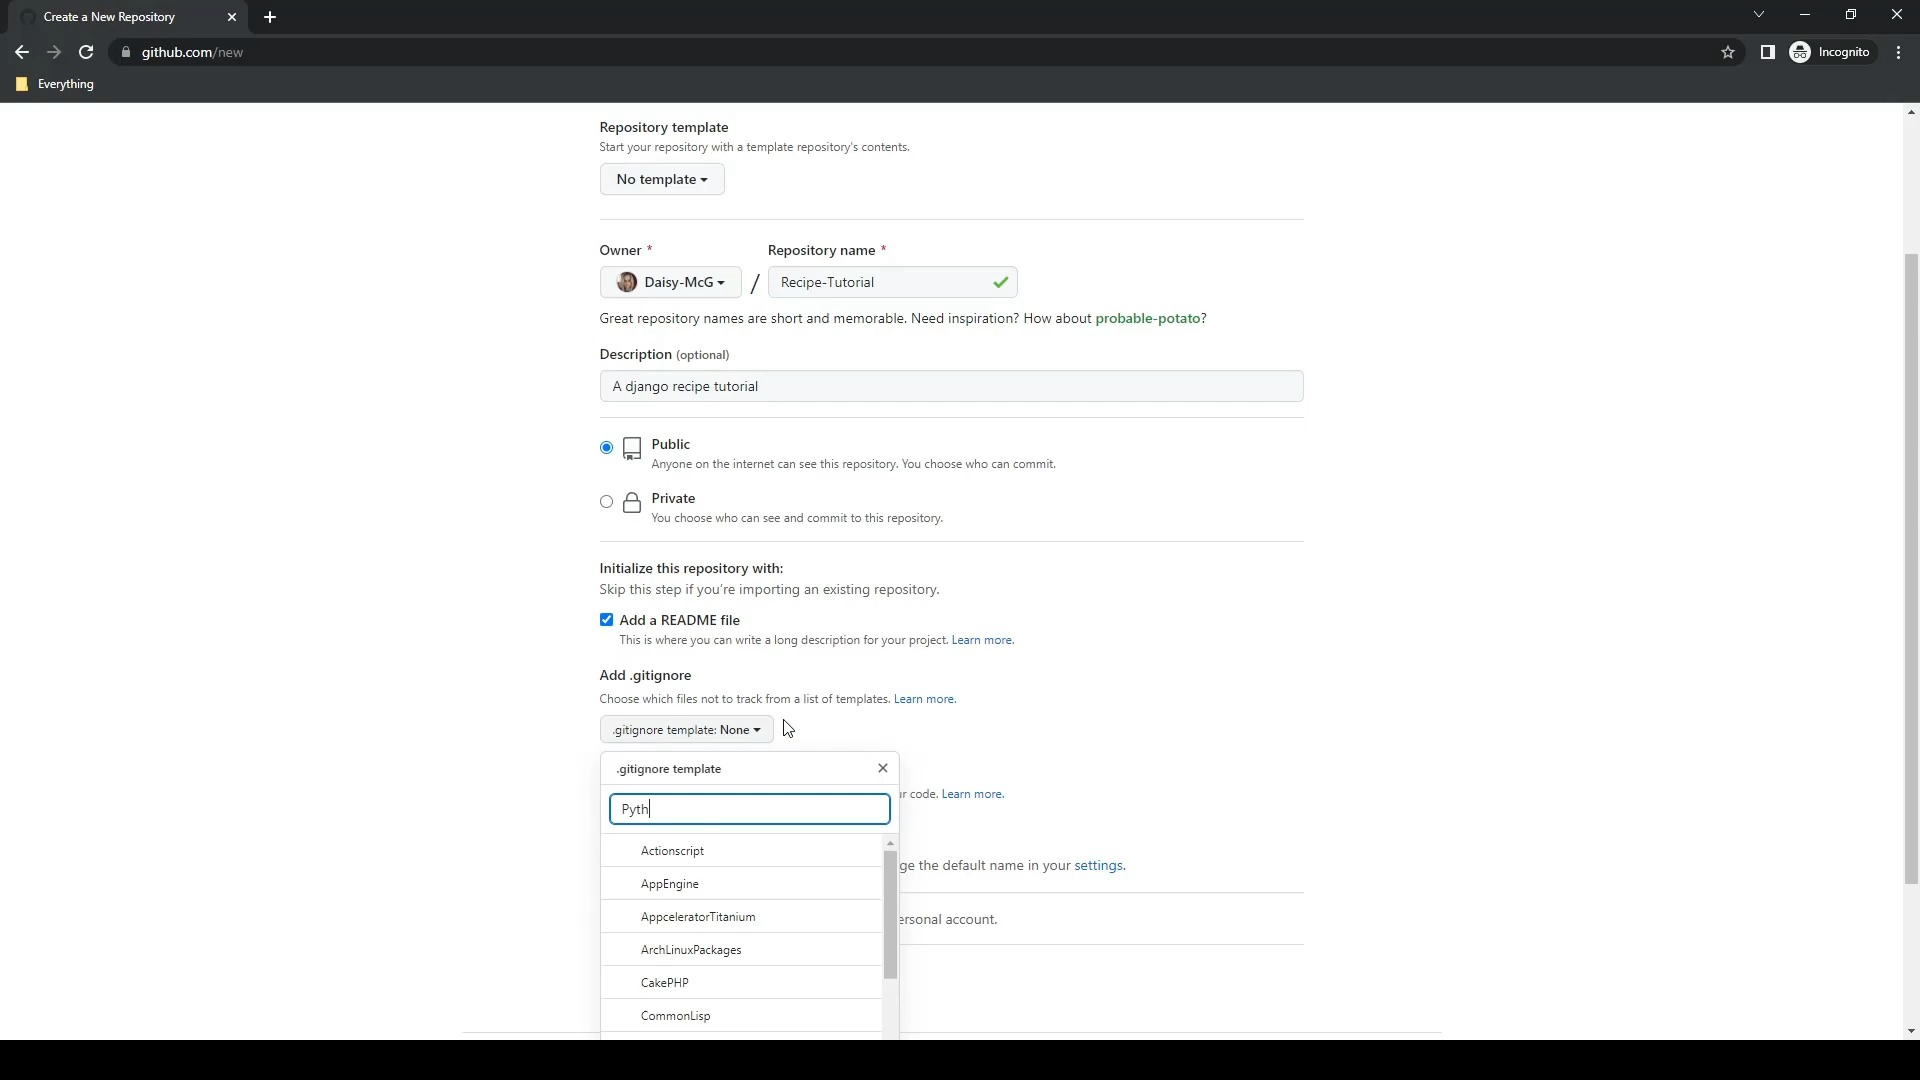 Create a New Repository
github.com/new
Incognito
Everything
Repository template
Start your repository with a template repository's contents.
No template
Owner * Repository name *
Daisy-McG / Recipe-Tutorial
Great repository names are short and memorable. Need inspiration? How about probable-potato?
Description (optional)
A django recipe tutorial
Public
Anyone on the internet can see this repository. You choose who can commit.
Private
You choose who can see and commit to this repository.
Initialize this repository with:
Skip this step if you're importing an existing repository.
Add a README file
This is where you can write a long description for your project. Learn more.
Add .gitignore
Choose which files not to track from a list of templates. Learn more.
.gitignore template: None
.gitignore template
r code. Learn more.
Pyth
Actionscript
ge the default name in your settings.
AppEngine
AppceleratorTitanium
ersonal account.
ArchLinuxPackages
CakePHP
CommonLisp